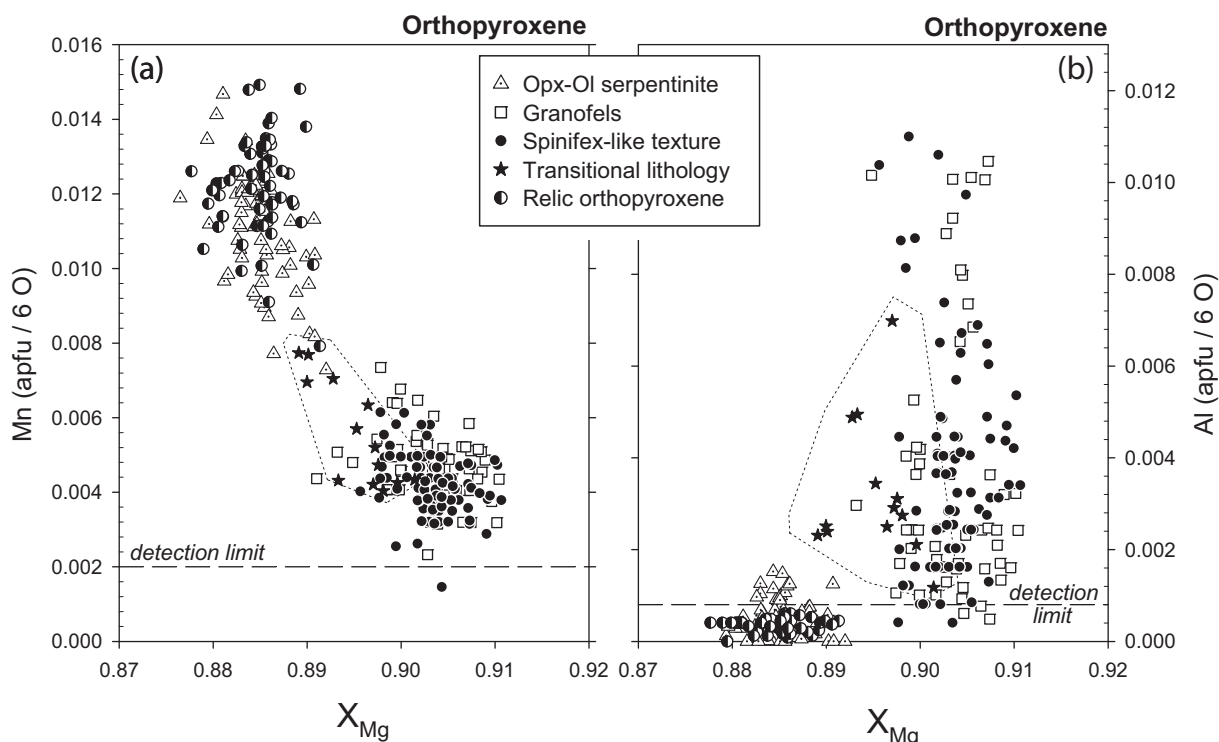 Orthopyroxene
Orthopyroxene
(a)
(b)
Opx-Ol serpentinite
Granofels
Spinifex-like texture
Transitional lithology
Relic orthopyroxene
Mn (apfu / 6 O)
0.016
0.014
0.012
0.010
0.008
0.006
0.004
0.002
0.000
detection limit
0.87
0.88
0.89
0.90
0.91
0.92
X Mg
Al (apfu / 6 O)
0.012
0.010
0.008
0.006
0.004
0.002
0.000
detection
limit
0.87
0.88
0.89
0.90
0.91
0.92
X Mg